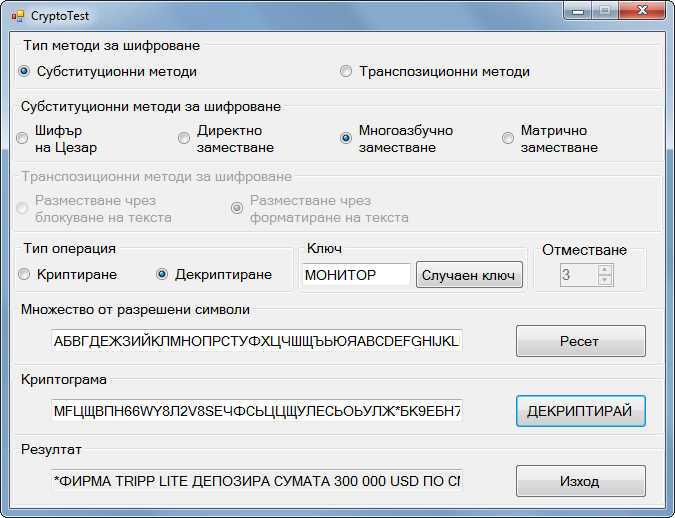 CryptoTest
Тип методи за шифроване
Субституционни методи Транспозиционни методи
Субституционни методи за шифроване
Шифър Директно Многоазбучно Матрично
на Цезар заместване заместване заместване
Транспозиционни методи за шифроване
Разместване чрез Разместване чрез
блокуване на текста форматиране на текста
Тип операция Ключ Отместване
Криптиране Декриптиране МОНИТОР Случаен ключ 3
Множество от разрешени символи
АБВГДЕЖЗИЙКЛМНОПРСТУФХЦЧШЩЪЬЮЯABCDEFGHIJKL Ресет
Криптограма
MFЦЩВПН66WY8Л2V8SEЧФСЬЦЦЩУЛЕСЬОЬУЛЖ*БК9ЕБН7 ДЕКРИПТИРАЙ
Резултат
*ФИРМА TRIPP LITE ДЕПОЗИРА СУМАТА 300 000 USD ПО СМ Изход